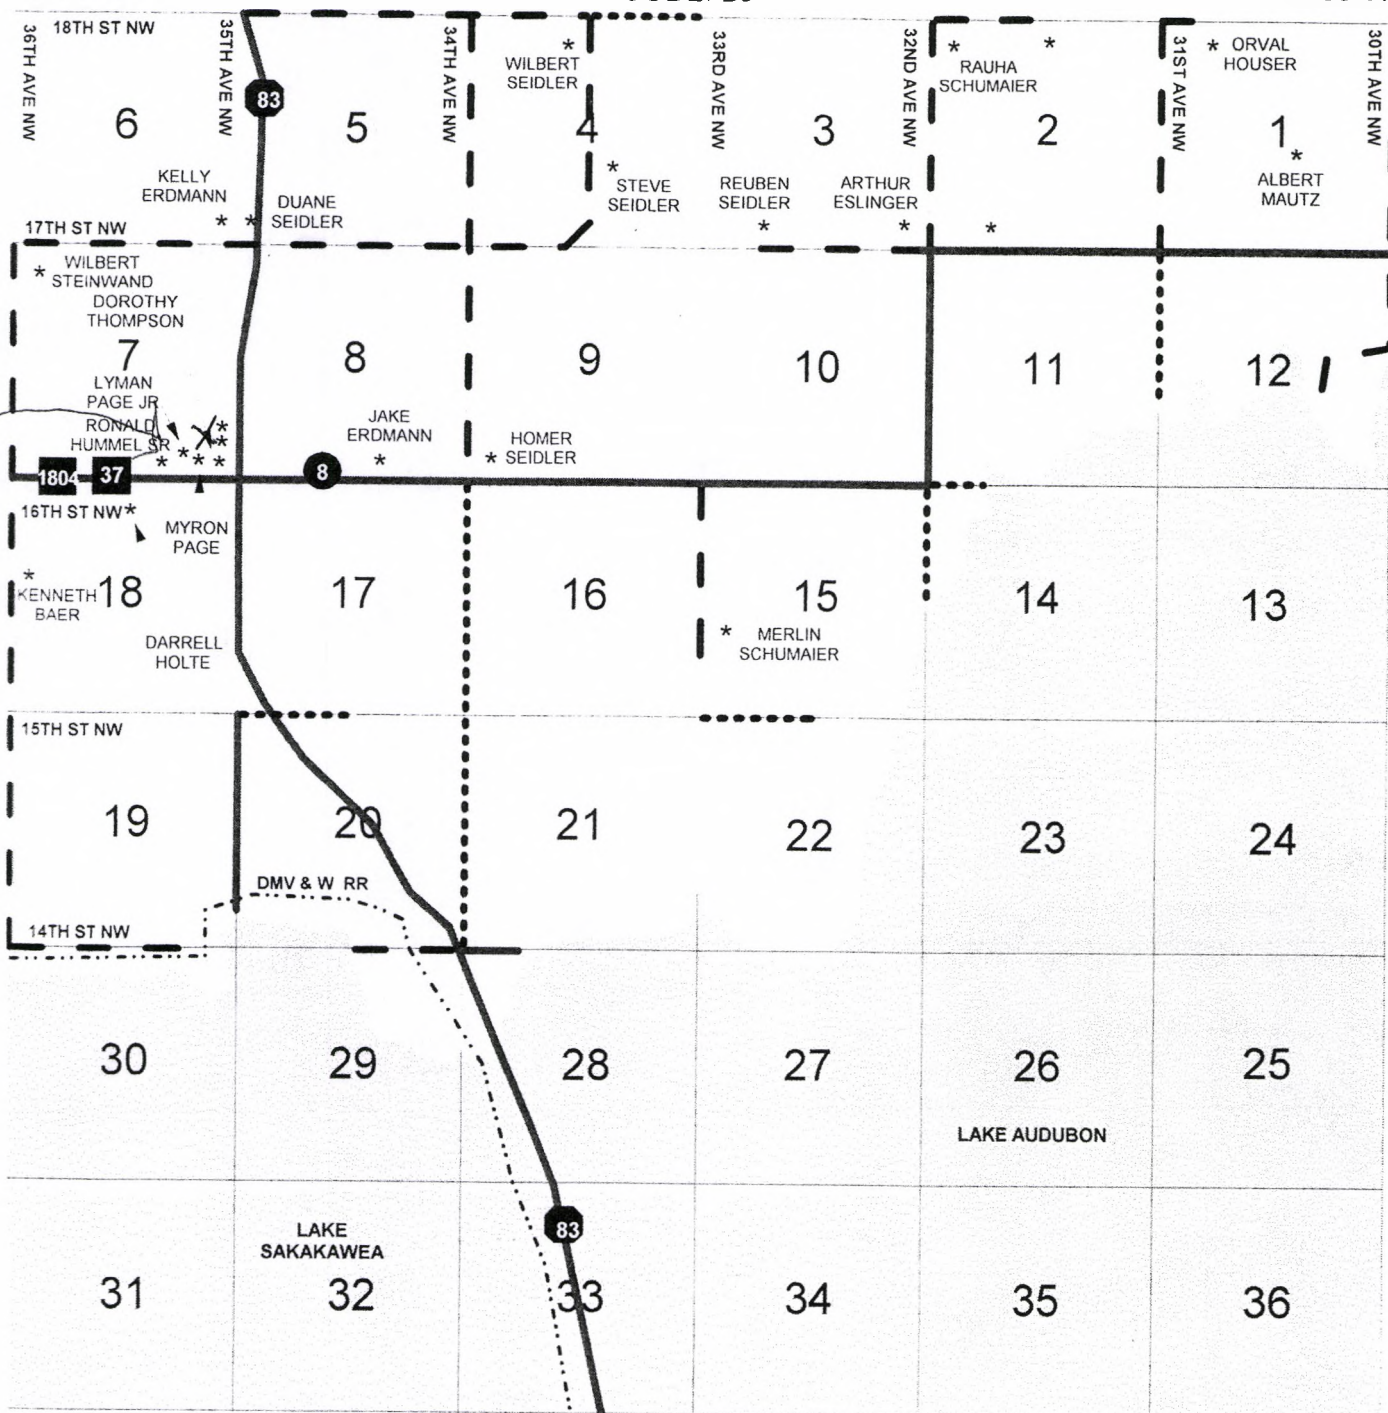 18TH ST NW
36TH AVE NW
35TH AVE NW
34TH AVE NW
33RD AVE NW
32ND AVE NW
31ST AVE NW
30TH AVE NW
83
WILBERT
SEIDLER
RAUHA
SCHUMAIER
ORVAL
HOUSER
6
5
4
3
2
1
KELLY
ERDMANN
DUANE
SEIDLER
STEVE
SEIDLER
REUBEN
SEIDLER
ARTHUR
ESLINGER
ALBERT
MAUTZ
17TH ST NW
WILBERT
STEINWAND
DOROTHY
THOMPSON
7
8
9
10
11
12
LYMAN
PAGE JR
RONALD
HUMMEL SR
JAKE
ERDMANN
HOMER
SEIDLER
1804
37
8
16TH ST NW
MYRON
PAGE
KENNETH
BAER
18
17
16
15
14
13
DARRELL
HOLTE
MERLIN
SCHUMAIER
15TH ST NW
19
20
21
22
23
24
DMV & W RR
14TH ST NW
30
29
28
27
26
25
LAKE AUDUBON
LAKE
SAKAKAWEA
83
31
32
33
34
35
36